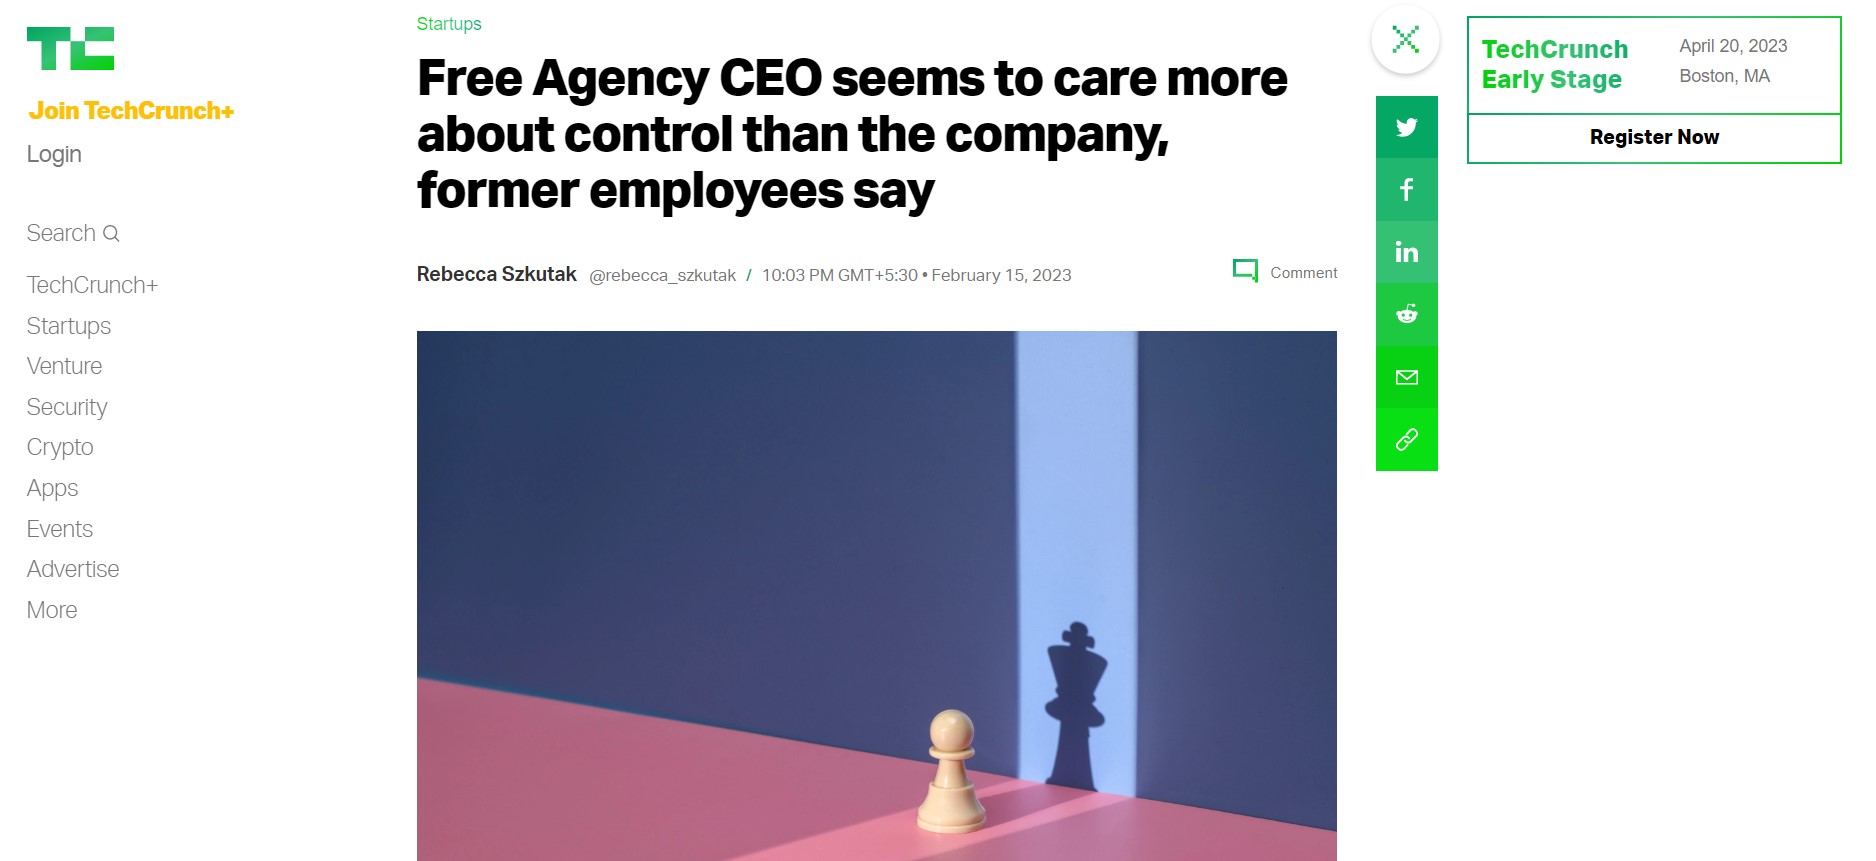 TC
Join TechCrunch+
Login
Search
TechCrunch+
Startups
Venture
Security
Crypto
Apps
Events
Advertise
More
Startups
Free Agency CEO seems to care more
about control than the company,
former employees say
Rebecca Szkutak @rebecca_szkutak / 10:03 PM GMT+5:30 • February 15, 2023
Comment
f
in
TechCrunch
Early Stage
April 20, 2023
Boston, MA
Register Now